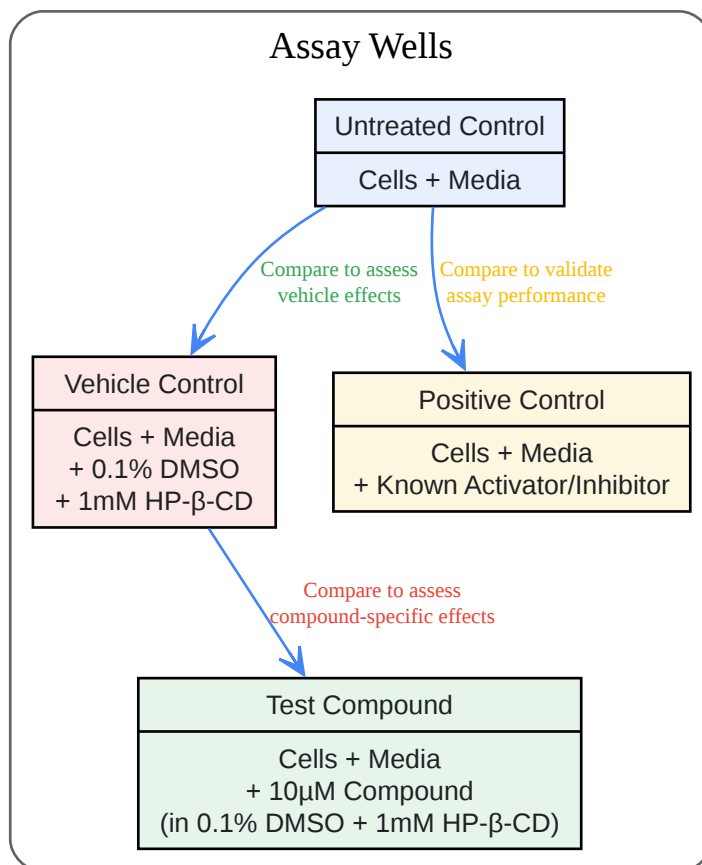 Assay Wells
Untreated Control
Cells + Media
Compare to assess
vehicle effects
Compare to validate
assay performance
Vehicle Control
Cells + Media
+ 0.1% DMSO
+ 1mM HP-β-CD
Positive Control
Cells + Media
+ Known Activator/Inhibitor
Compare to assess
compound-specific effects
Test Compound
Cells + Media
+ 10µM Compound
(in 0.1% DMSO + 1mM HP-β-CD)